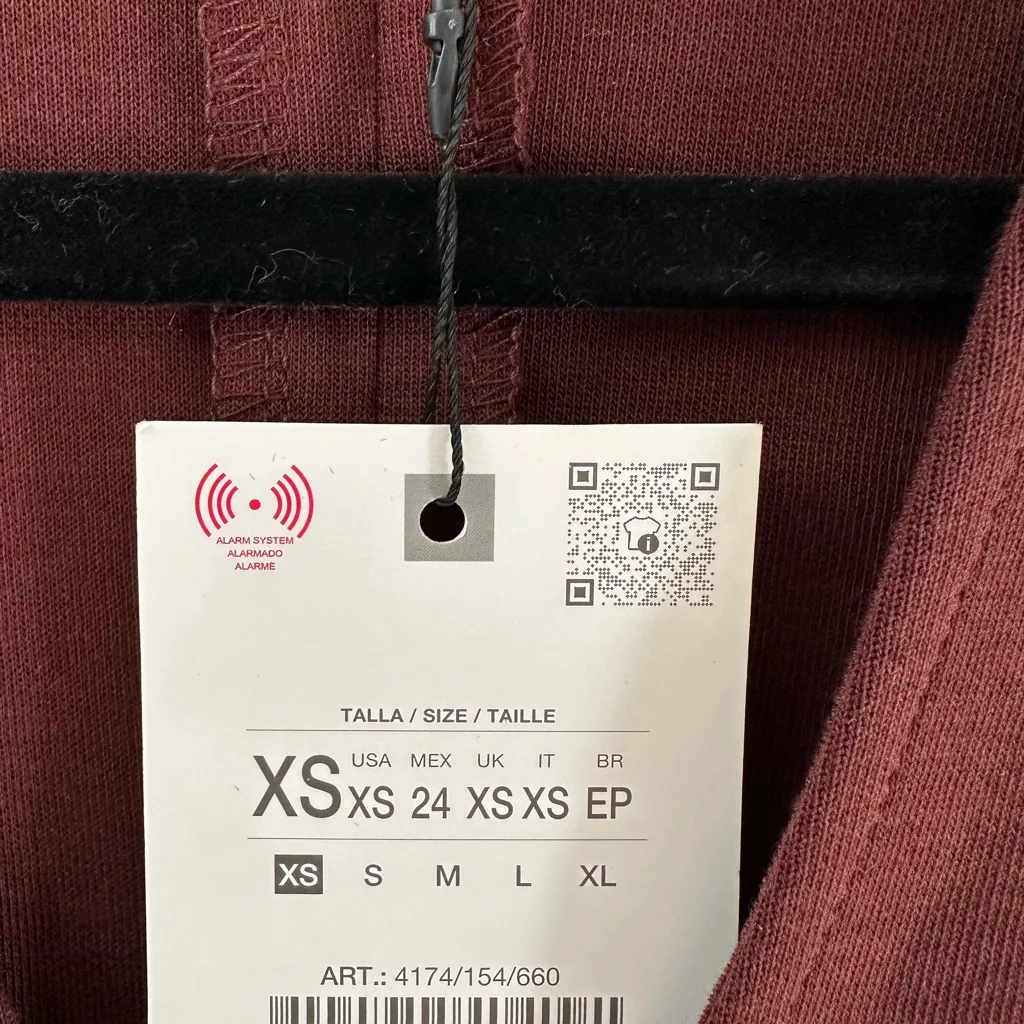 ALARM SYSTEM
ALARMADO
ALARME
i
TALLA / SIZE / TAILLE
XS
USA MEX UK IT BR
XS 24 XS XS EP
XS S M L XL
ART.: 4174/154/660